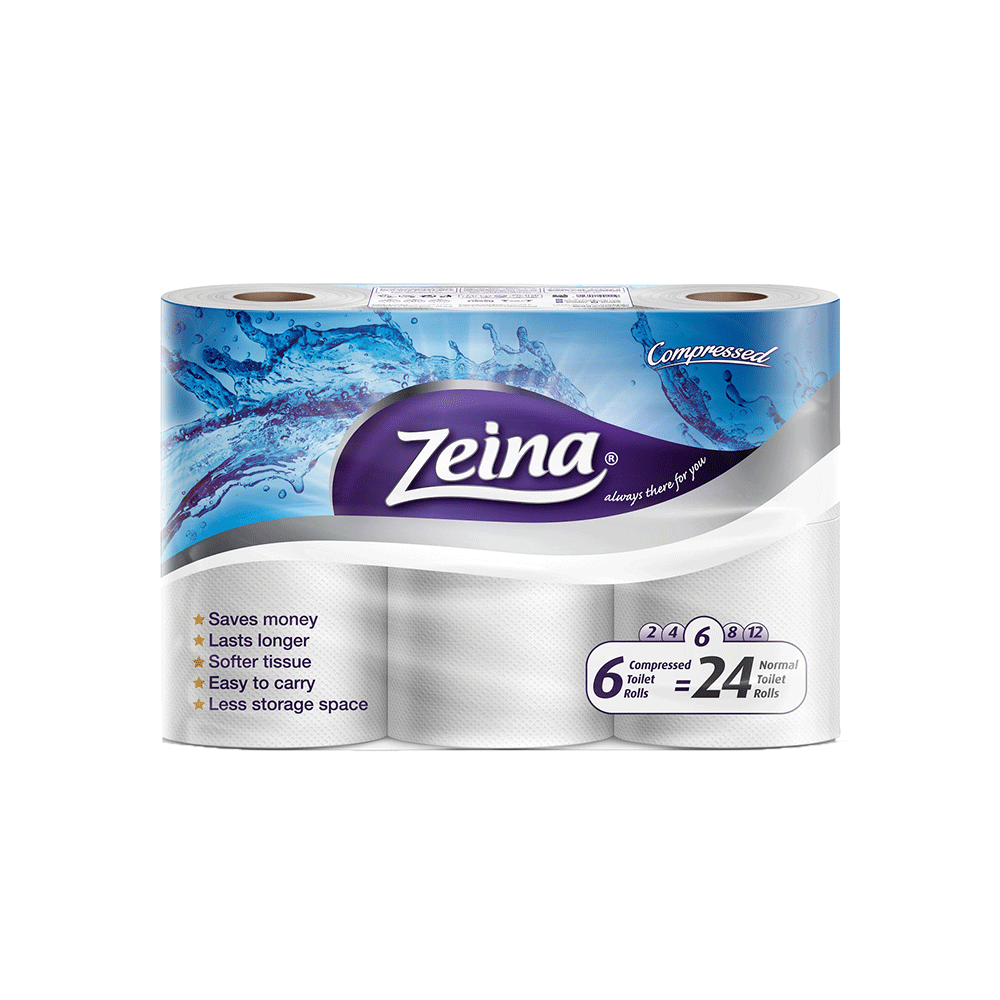 Compressed
Zeina®
always there for you
Saves money
Lasts longer
Softer tissue
Easy to carry
Less storage space
2 4 6 8 12
6 Compressed Toilet Rolls = 24 Normal Toilet Rolls